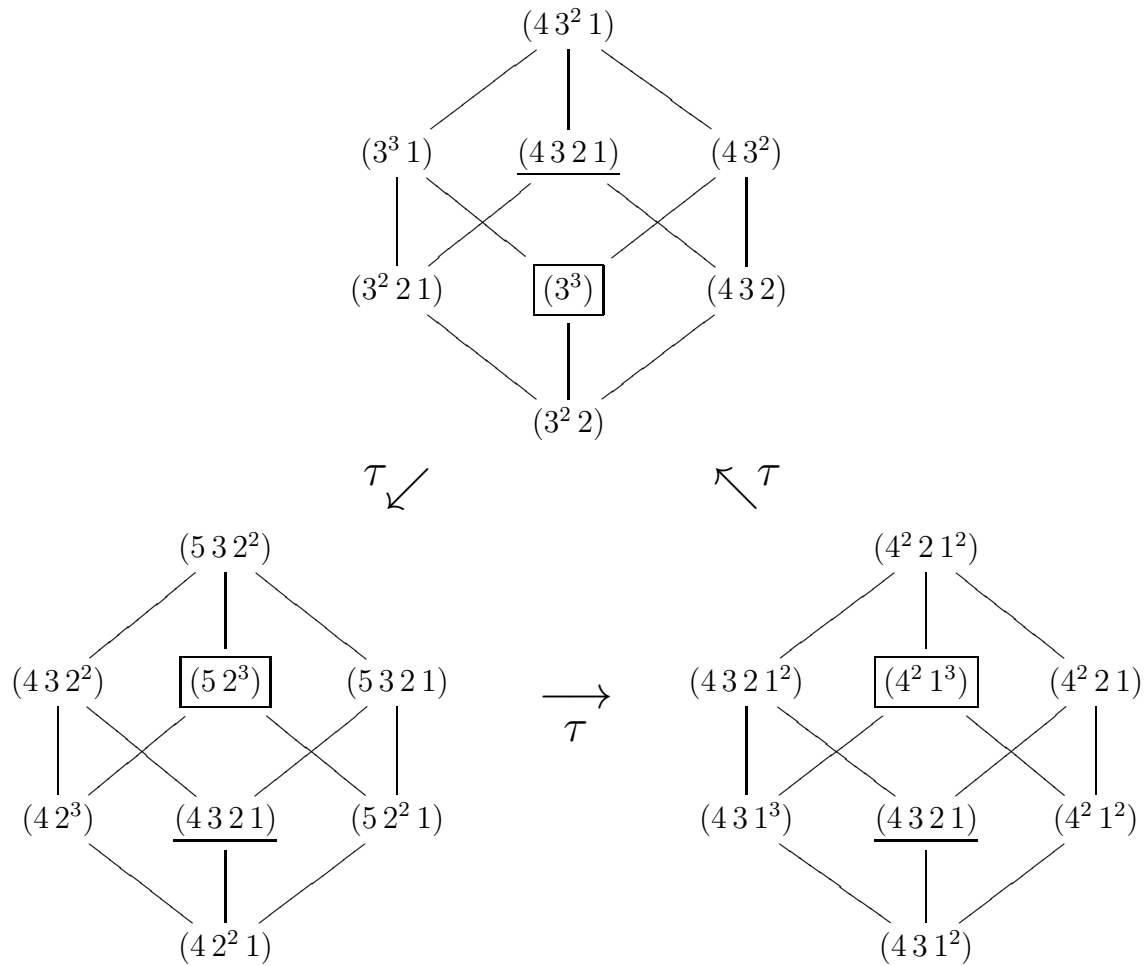 (4 3² 1)
(3³ 1) (4 3 2 1) (4 3²)
(3² 2 1) (3³) (4 3 2)
(3² 2)
τ τ
(5 3 2²) (4² 2 1²)
(4 3 2²) (5 2³) (5 3 2 1) (4 3 2 1²) (4² 1³) (4² 2 1)
τ
(4 2³) (4 3 2 1) (5 2² 1) (4 3 1³) (4 3 2 1) (4² 1²)
(4 2² 1) (4 3 1²)